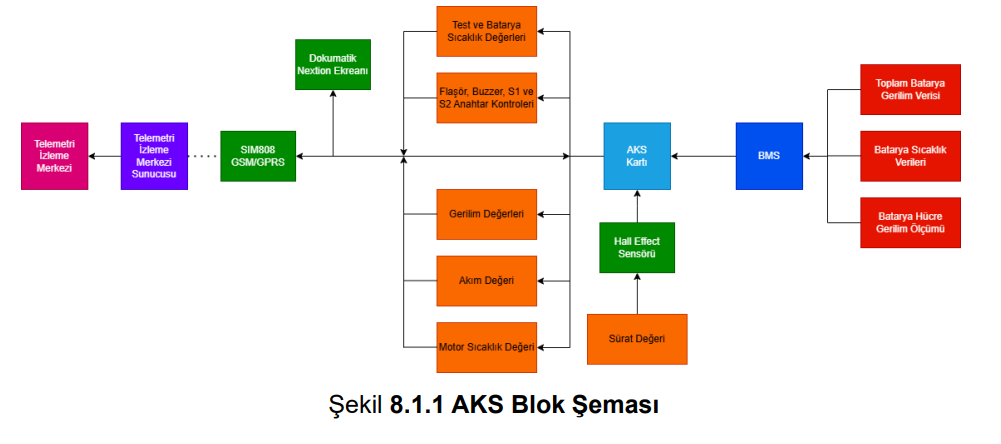 Test ve Batarya
Sıcaklık Değerleri
Dokumatik
Nextion Ekreanı
Flaşör, Buzzer, S1 ve
S2 Anahtar Kontroleri
Toplam Batarya
Gerilim Verisi
Telemetri
İzleme
Merkezi
Telemetri
İzleme
Merkezi
Sunucusu
SIM808
GSM/GPRS
AKS
Kartı
BMS
Batarya Sıcaklık
Verileri
Gerilim Değerleri
Hall Effect
Sensörü
Batarya Hücre
Gerilim Ölçümü
Akım Değeri
Motor Sıcaklık Değeri
Sürat Değeri
Şekil 8.1.1 AKS Blok Şeması